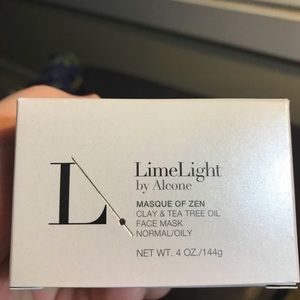 L
LimeLight
by Alcone
MASQUE OF ZEN
CLAY & TEA TREE OIL
FACE MASK
NORMAL/OILY
NET WT. 4 OZ./144g